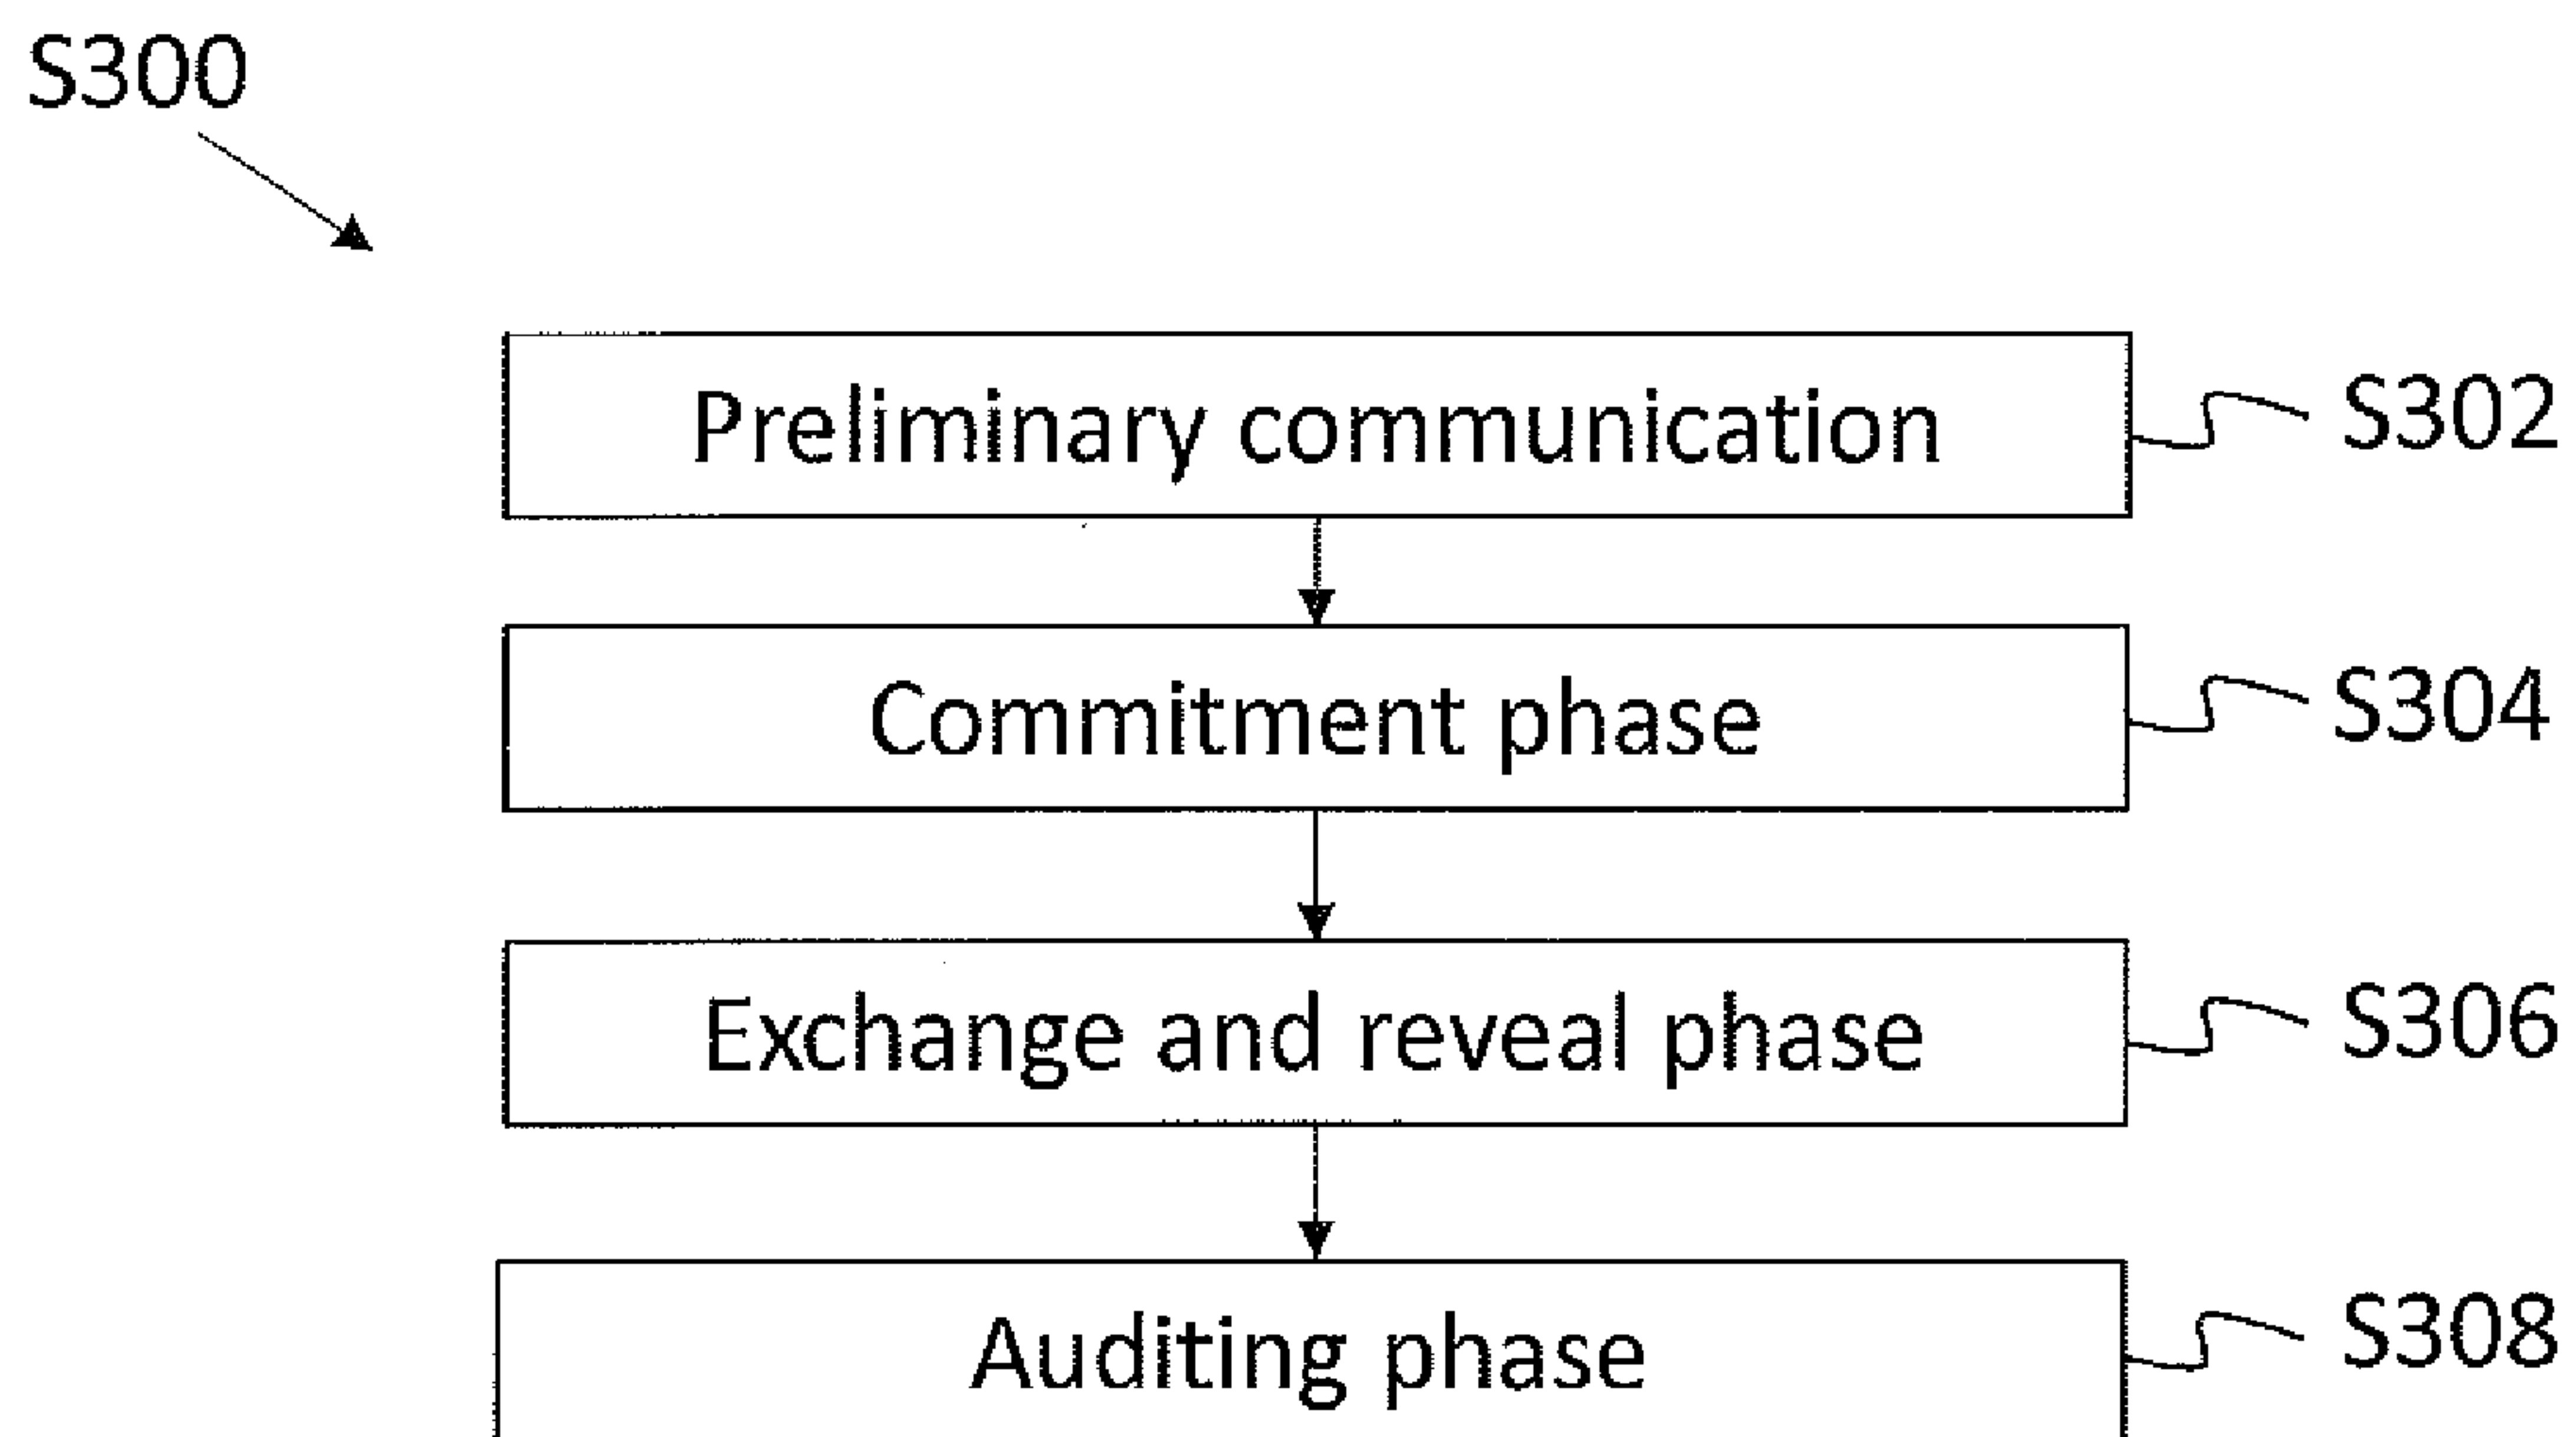 S300
Preliminary communication
S302
Commitment phase
S304
Exchange and reveal phase
S306
Auditing phase
S308